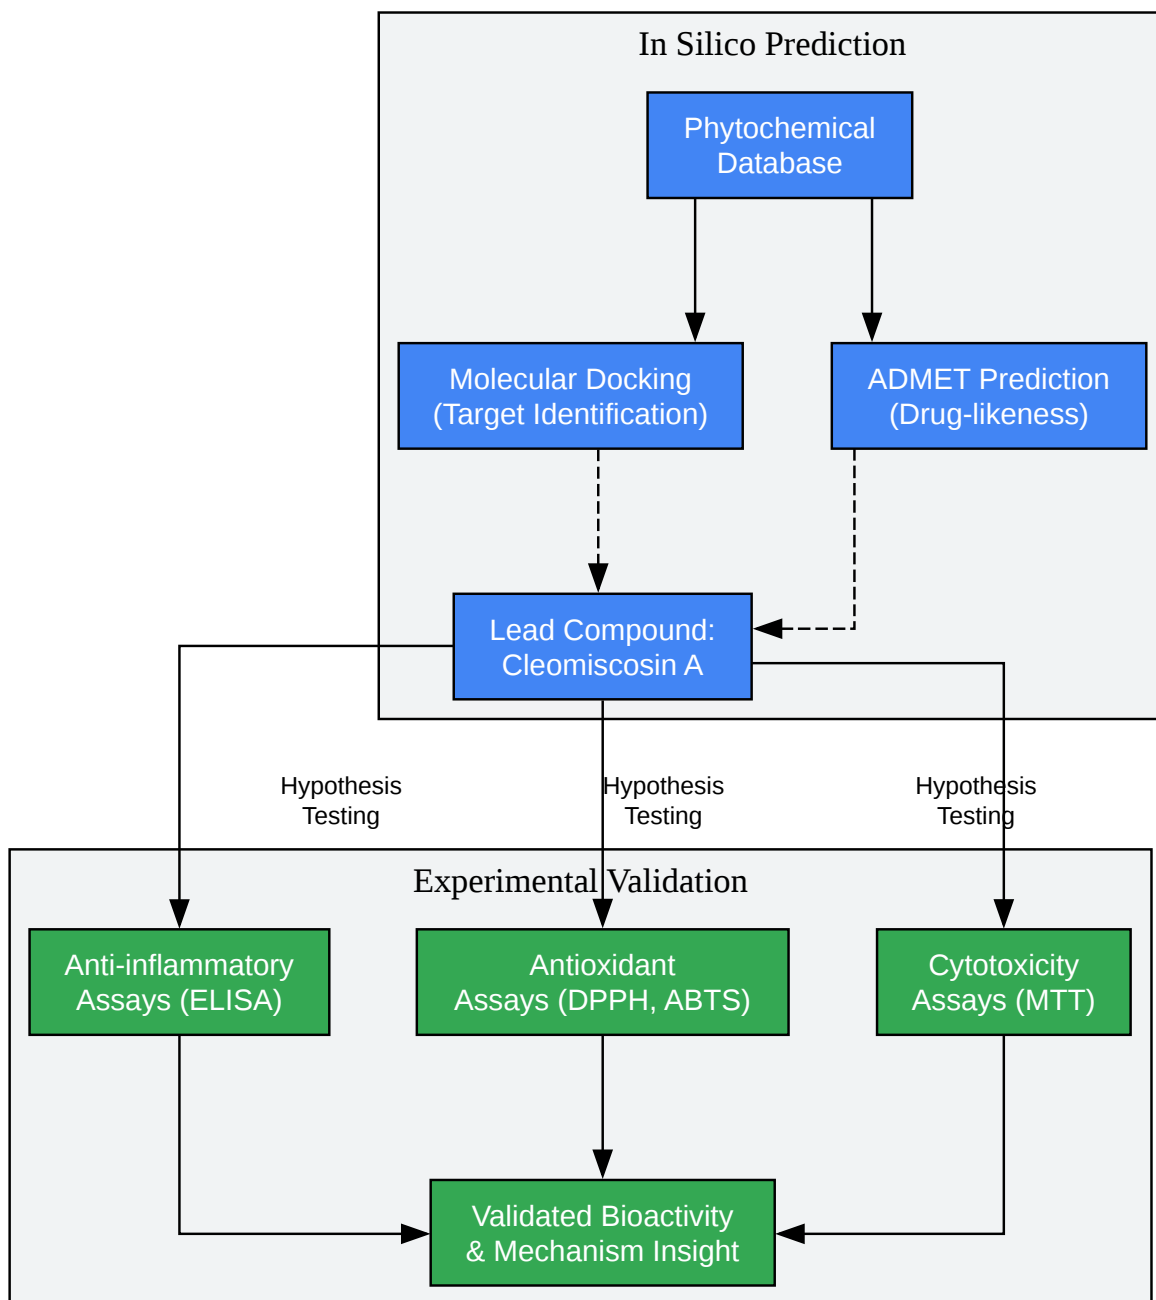 In Silico Prediction
Phytochemical
Database
Molecular Docking
(Target Identification)
ADMET Prediction
(Drug-likeness)
Lead Compound:
Cleomiscosin A
Hypothesis
Testing
Hypothesis
Testing
Hypothesis
Testing
Experimental Validation
Anti-inflammatory
Assays (ELISA)
Antioxidant
Assays (DPPH, ABTS)
Cytotoxicity
Assays (MTT)
Validated Bioactivity
& Mechanism Insight